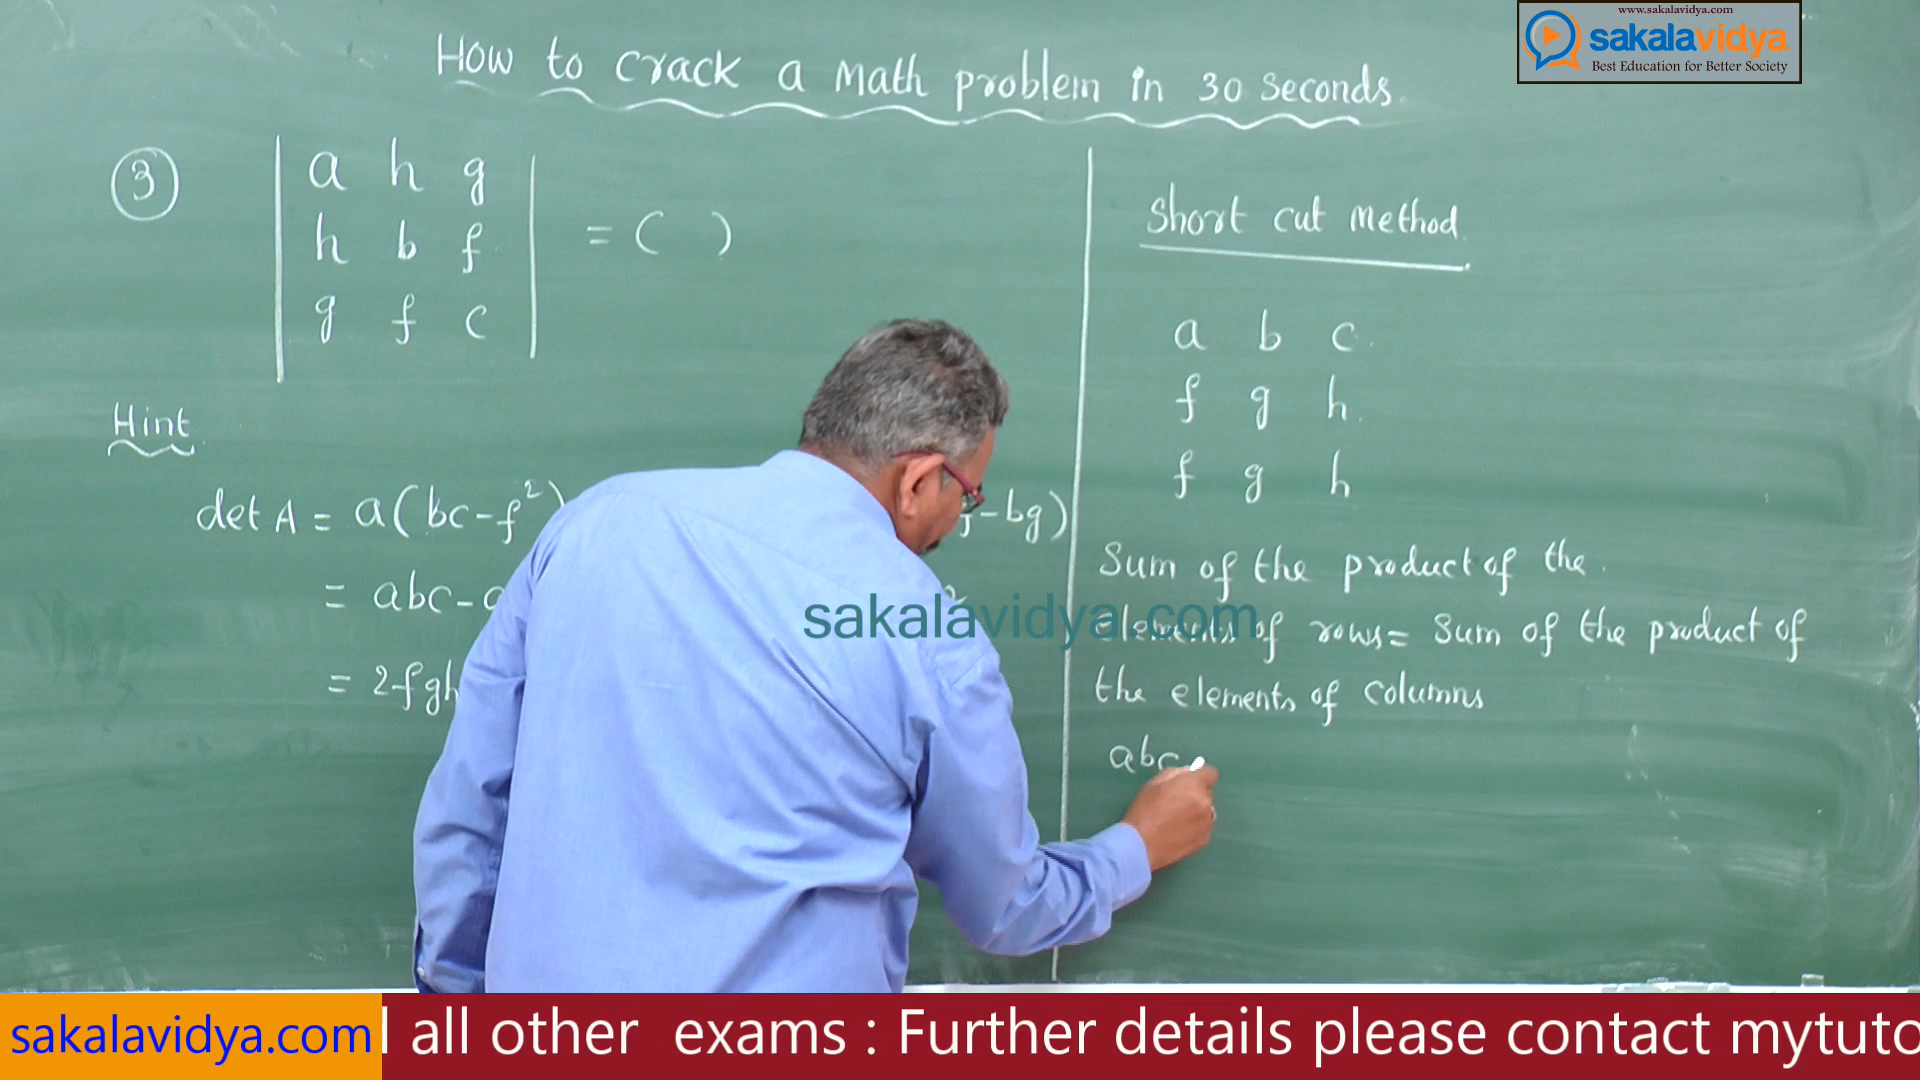 www.sakalavidya.com
sakalavidya
Best Education for Better Society
How to crack a Math problem in 30 seconds.
3
a h g
h b f = ( )
g f c
Hint
det A = a(bc-f²) -bg)
= abc-
= 2fgh
Short cut Method.
a b c
f g h
f g h
Sum of the product of the
elements of rows = Sum of the product of
the elements of columns
abc
sakalavidya.com
sakalavidya.com
all other exams : Further details please contact mytuto